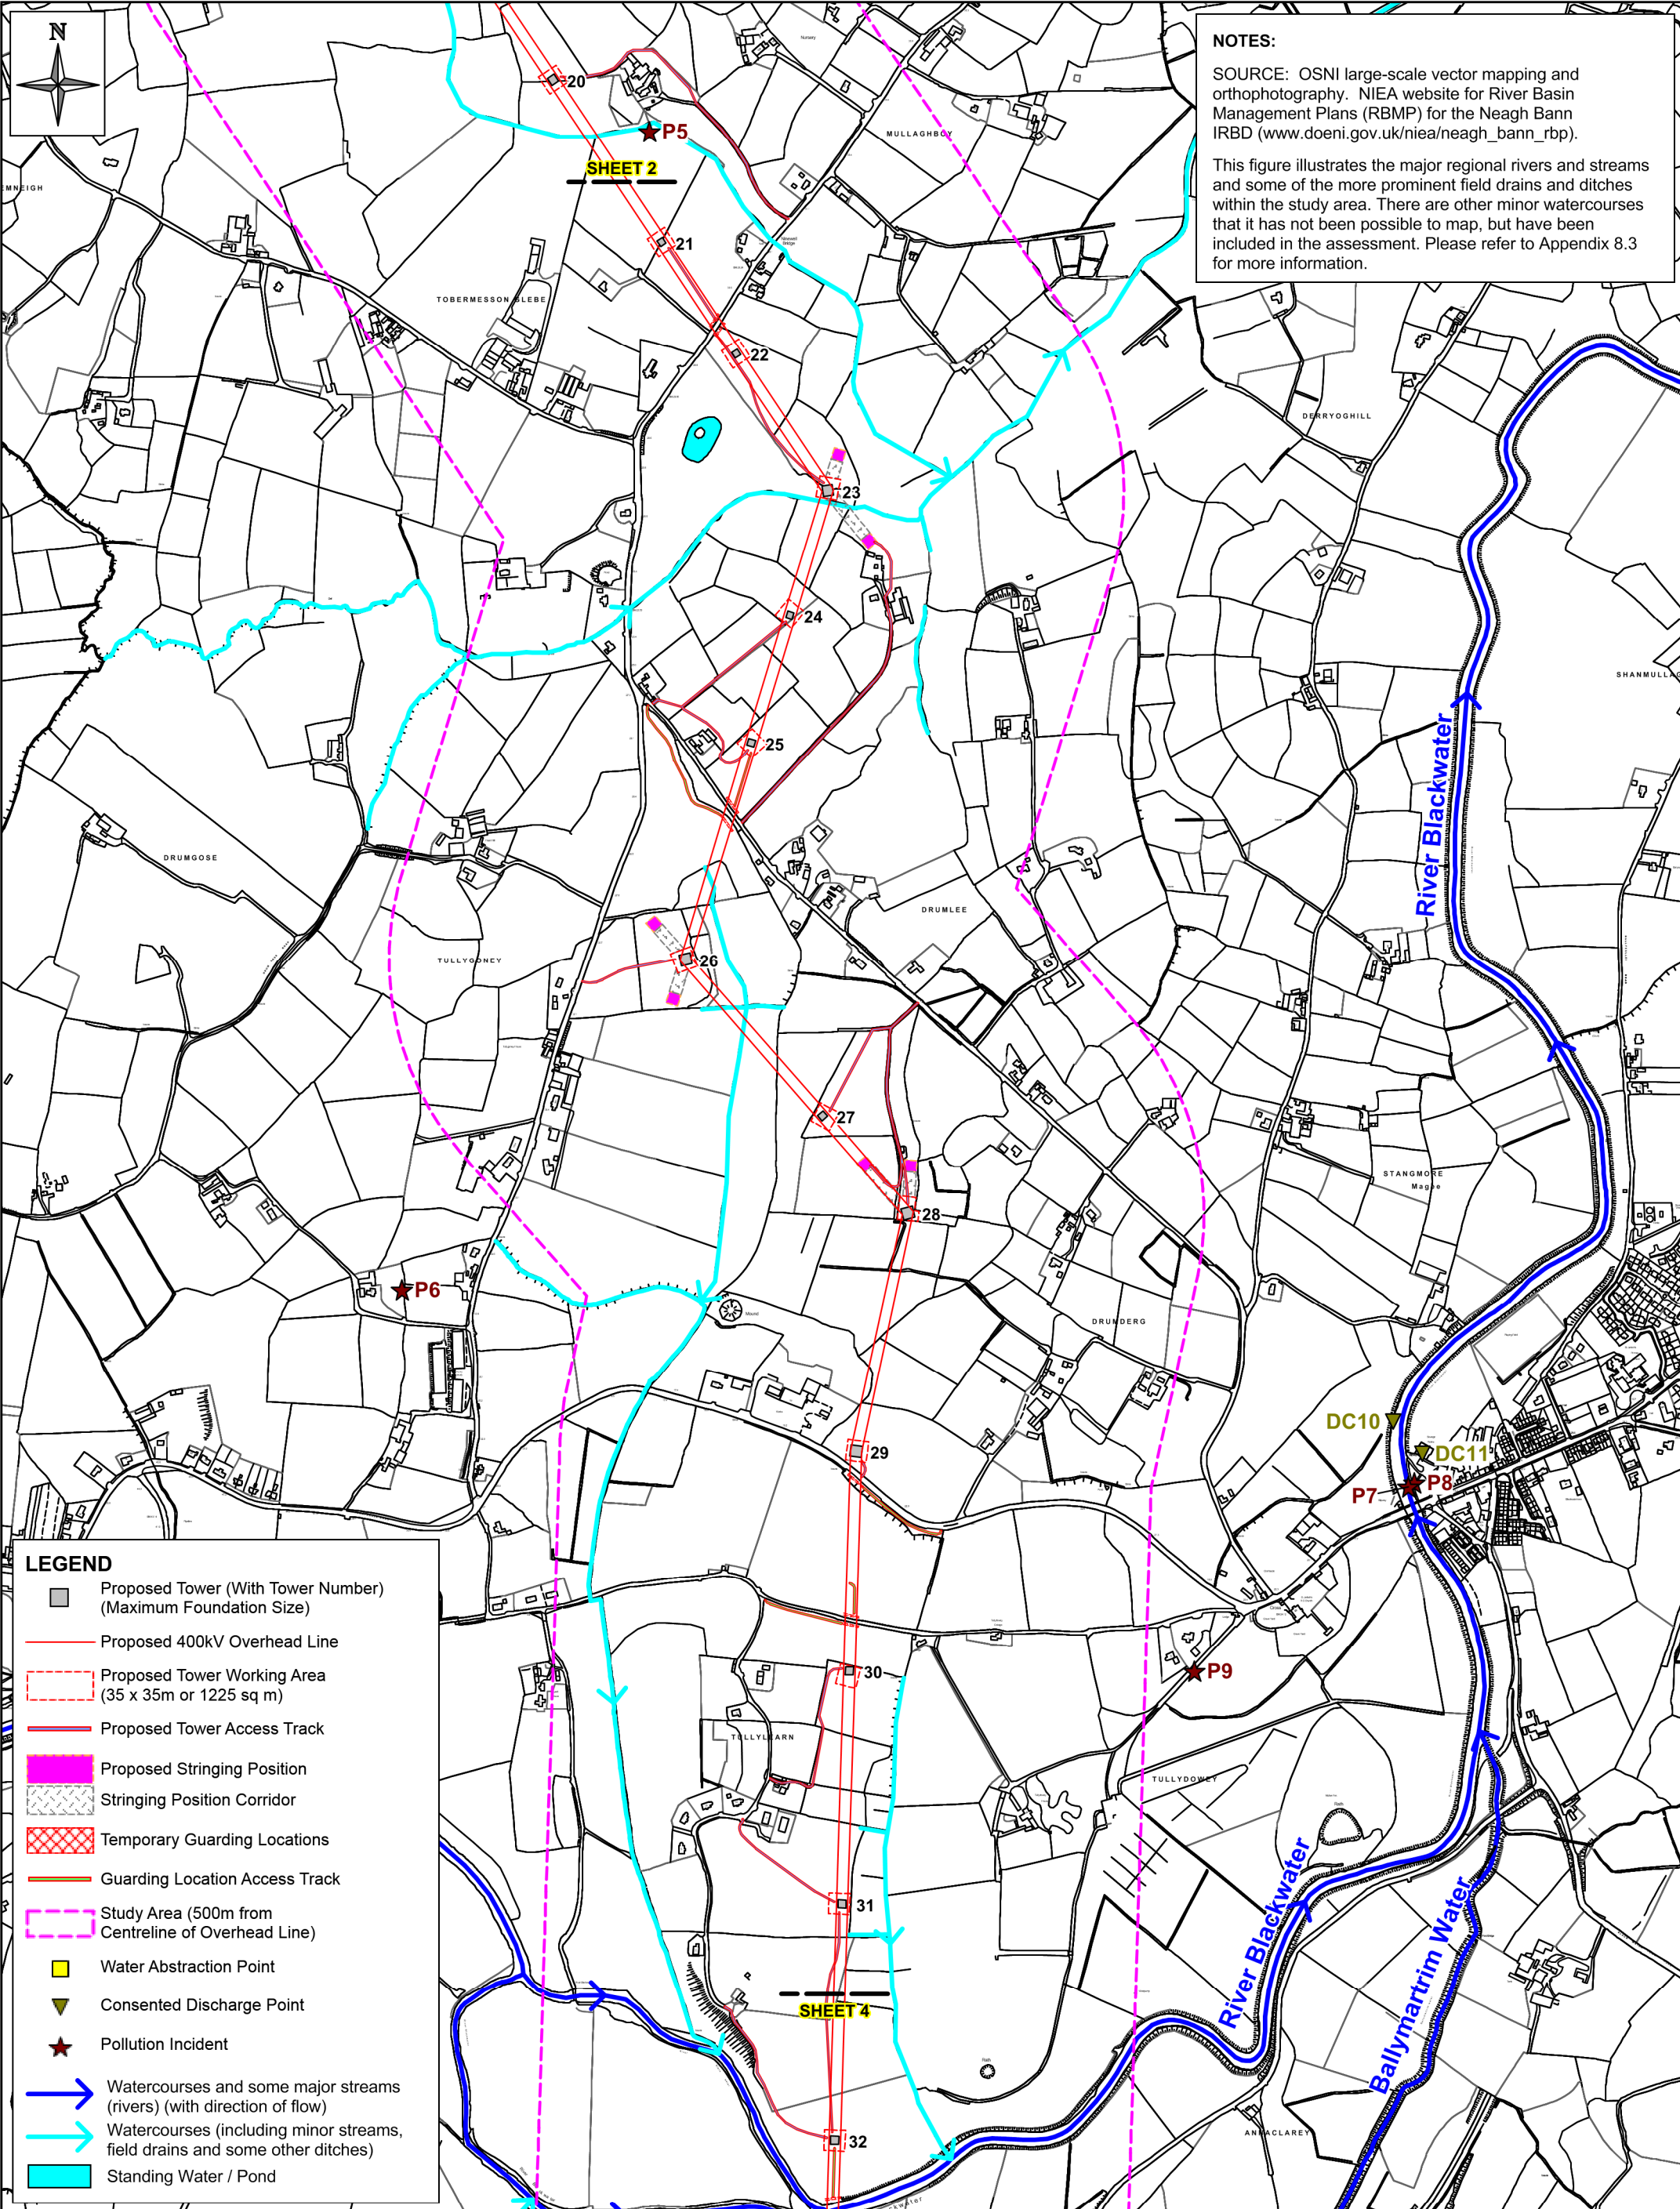 N
NOTES:
SOURCE: OSNI large-scale vector mapping and
orthophotography. NIEA website for River Basin
Management Plans (RBMP) for the Neagh Bann
IRBD (www.doeni.gov.uk/niea/neagh_bann_rbp).
This figure illustrates the major regional rivers and streams
and some of the more prominent field drains and ditches
within the study area. There are other minor watercourses
that it has not been possible to map, but have been
included in the assessment. Please refer to Appendix 8.3
for more information.
Nursery
20
P5
MULLAGHBOY
SHEET 2
EMNEIGH
21
TOBERMESSON GLEBE
22
DERRYOGHILL
23
24
SHANMULLAG
25
River Blackwater
DRUMGOSE
DRUMLEE
TULLYGONEY
26
27
STANGMORE
Magee
28
P6
Mound
DRUMDERG
DC10
29
DC11
P7
P8
30
P9
TULLYLEARN
TULLYDOWEY
Rath
31
River Blackwater
Ballymartrim Water
SHEET 4
Rath
32
ANNACLAREY
LEGEND
Proposed Tower (With Tower Number)
(Maximum Foundation Size)
Proposed 400kV Overhead Line
Proposed Tower Working Area
(35 x 35m or 1225 sq m)
Proposed Tower Access Track
Proposed Stringing Position
Stringing Position Corridor
Temporary Guarding Locations
Guarding Location Access Track
Study Area (500m from
Centreline of Overhead Line)
Water Abstraction Point
Consented Discharge Point
Pollution Incident
Watercourses and some major streams
(rivers) (with direction of flow)
Watercourses (including minor streams,
field drains and some other ditches)
Standing Water / Pond